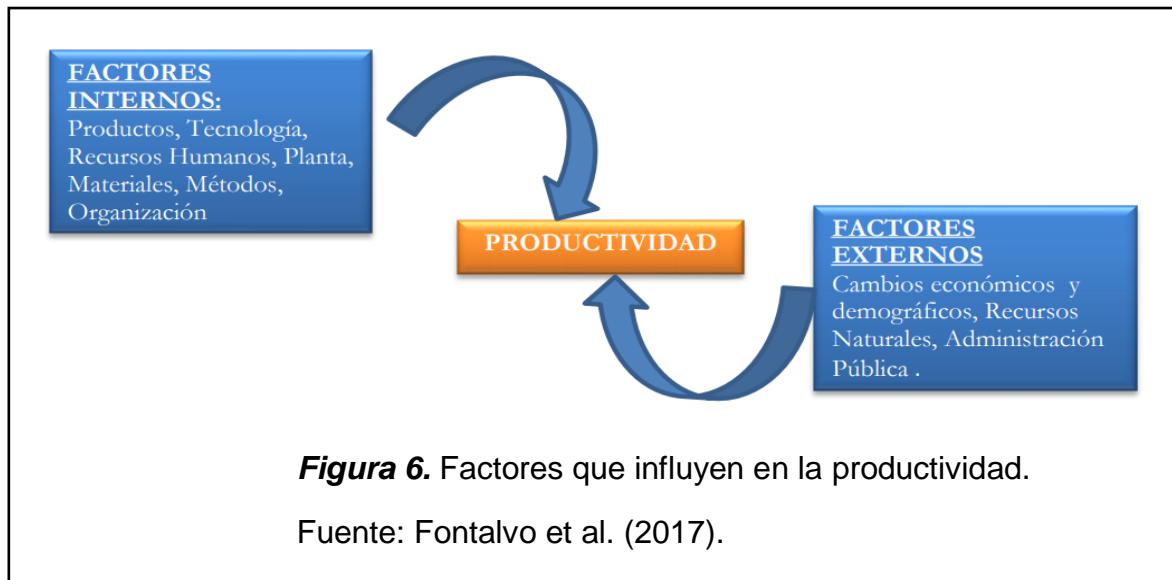 FACTORES
INTERNOS:
Productos, Tecnología,
Recursos Humanos, Planta,
Materiales, Métodos,
Organización
PRODUCTIVIDAD
FACTORES
EXTERNOS
Cambios económicos y
demográficos, Recursos
Naturales, Administración
Pública .
Figura 6. Factores que influyen en la productividad.
Fuente: Fontalvo et al. (2017).